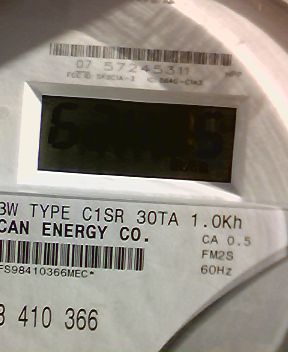 07 57245311
3W TYPE C1SR 30TA 1.0Kh
CAN ENERGY CO.
CA 0.5
FM2S
60Hz
FS98410366MEC*
3 410 366